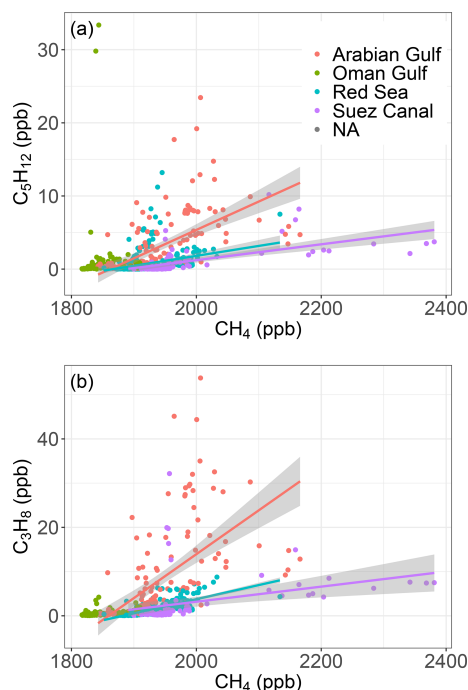 (a)
C₅H₁₂ (ppb)
30
20
10
0
Arabian Gulf
Oman Gulf
Red Sea
Suez Canal
NA
1800 2000 2200 2400
CH₄ (ppb)
(b)
C₃H₈ (ppb)
40
20
0
1800 2000 2200 2400
CH₄ (ppb)